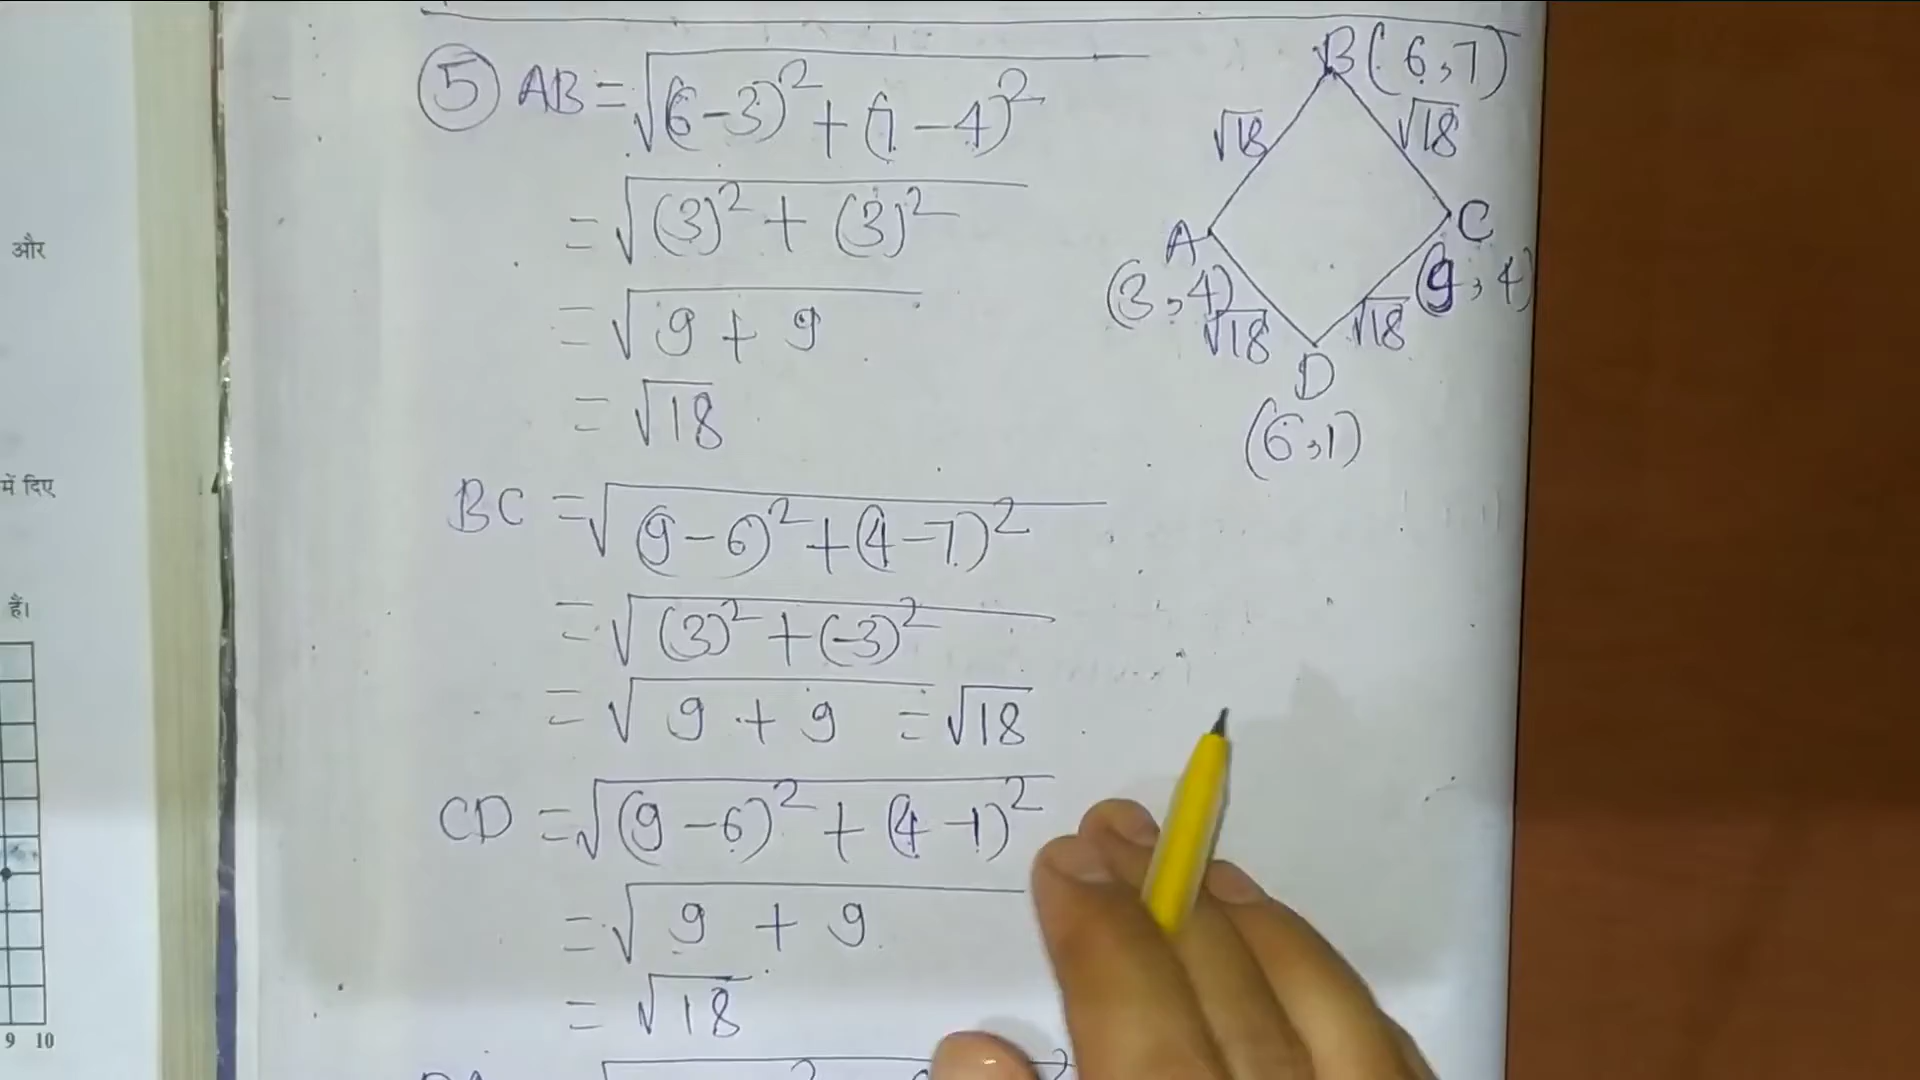 और
में दिए
हैं।
9 10
⑤ AB = √(6-3)² + (7-4)²
= √(3)² + (3)²
= √9 + 9
= √18
BC = √(9-6)² + (4-7)²
= √(3)² + (-3)²
= √9 + 9 = √18
CD = √(9-6)² + (4-1)²
= √9 + 9
= √18
B(6,7)
√18 √18
A C
(3,4) (9,4)
√18 √18
D
(6,1)